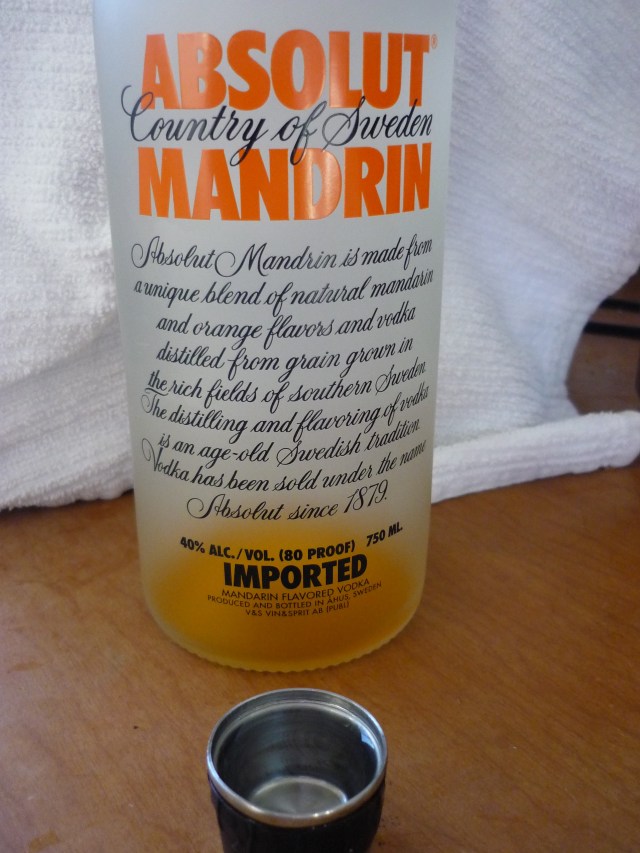 ABSOLUT®
Country of Sweden
MANDRIN
Absolut Mandrin is made from
a unique blend of natural mandarin
and orange flavors and vodka
distilled from grain grown in
the rich fields of southern Sweden.
The distilling and flavoring of vodka
is an age-old Swedish tradition.
Vodka has been sold under the name
Absolut since 1879.
40% ALC./VOL. (80 PROOF) 750 ML.
IMPORTED
MANDARIN FLAVORED VODKA
PRODUCED AND BOTTLED IN ÅHUS, SWEDEN
V&S VIN&SPRIT AB (PUBL)